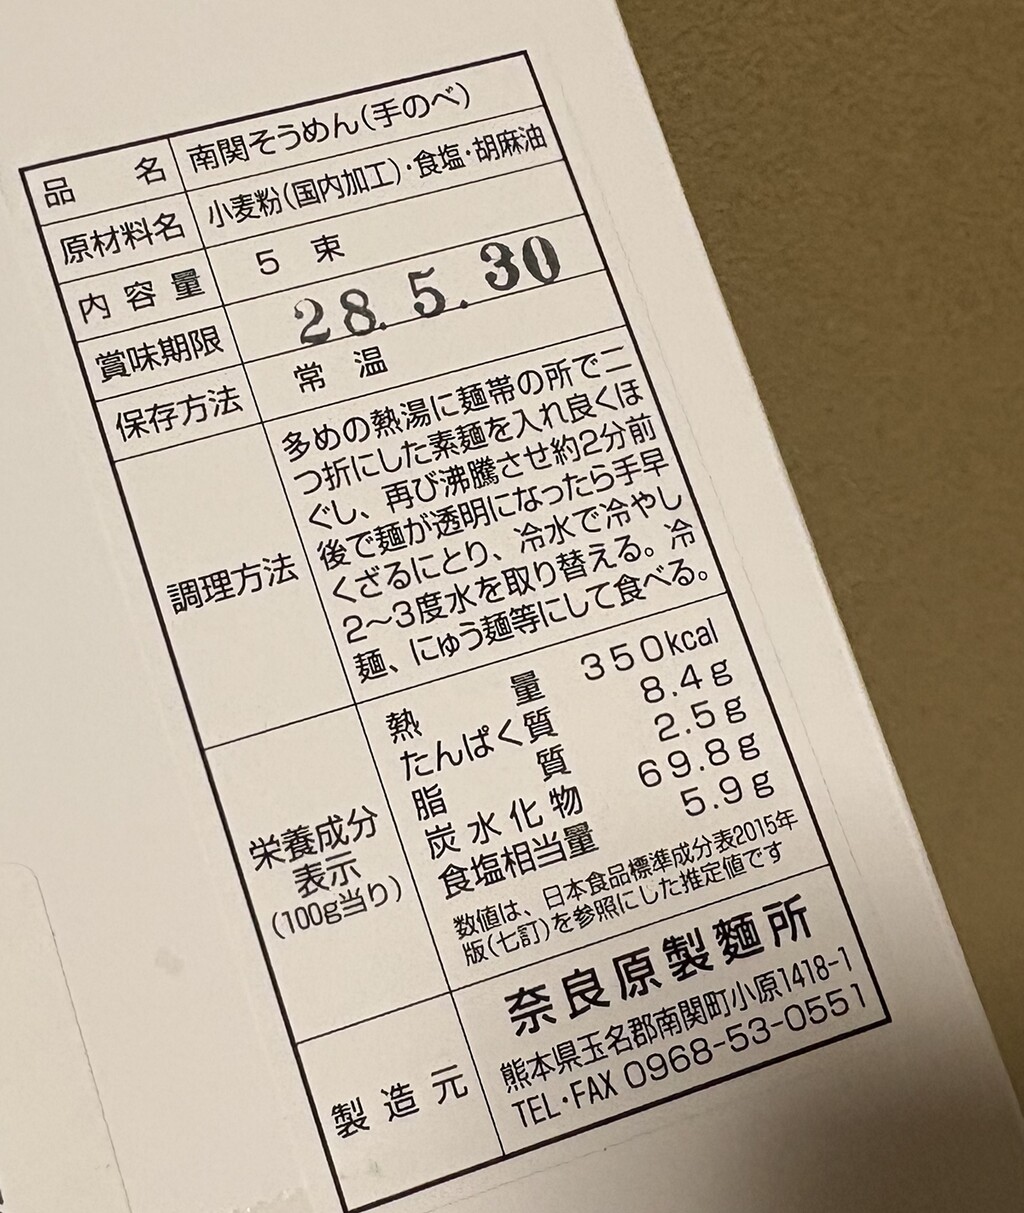 品名 南関そうめん(手のべ)
原材料名 小麦粉(国内加工)・食塩・胡麻油
内容量 5束
賞味期限 28.5.30
保存方法 常温
調理方法
多めの熱湯に麺帯の所で二
つ折にした素麺を入れ良くほ
ぐし、再び沸騰させ約2分前
後で麺が透明になったら手早
くざるにとり、冷水で冷やし
2〜3度水を取り替える。冷
麺、にゅう麺等にして食べる。
栄養成分
表示
(100g当り)
熱量 350kcal
たんぱく質 8.4g
脂質 2.5g
炭水化物 69.8g
食塩相当量 5.9g
数値は、日本食品標準成分表2015年
版(七訂)を参照にした推定値です
製造元
奈良原製麺所
熊本県玉名郡南関町小原1418-1
TEL・FAX 0968-53-0551